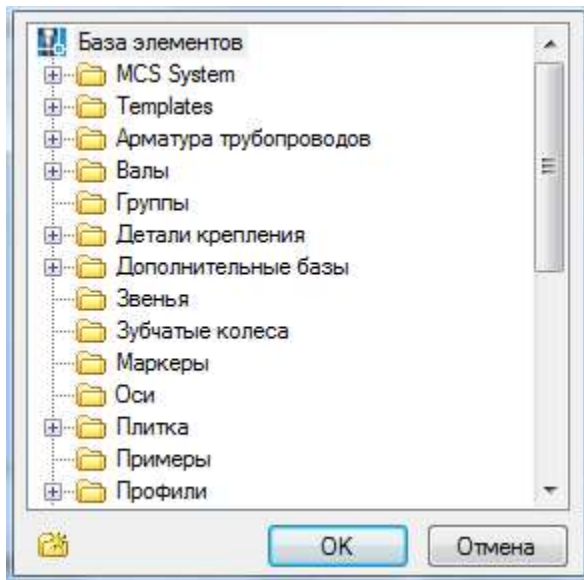 База элементов
MCS System
Templates
Арматура трубопроводов
Валы
Группы
Детали крепления
Дополнительные базы
Звенья
Зубчатые колеса
Маркеры
Оси
Плитка
Примеры
Профили
OK
Отмена